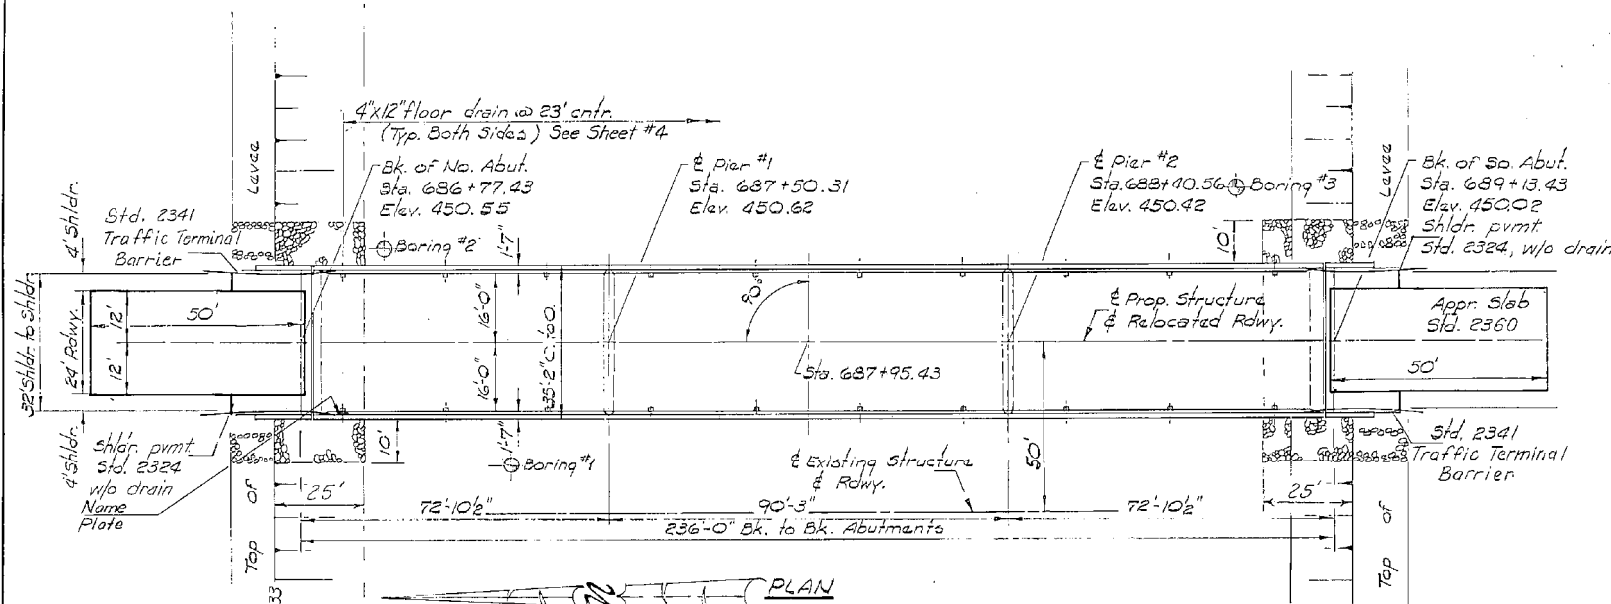 4"x12" floor drain @ 23' cntr.
(Typ. Both Sides) See Sheet #4
Levee
Levee
Bk. of No. Abut.
Sta. 686+77.43
Elev. 450.55
℄ Pier #1
Sta. 687+50.31
Elev. 450.62
℄ Pier #2
Sta. 688+40.56
Elev. 450.42
Boring #3
Bk. of So. Abut.
Sta. 689+13.43
Elev. 450.02
Shldr. pvmt.
Std. 2324, w/o drain
Std. 2341
Traffic Terminal
Barrier
4' Shldr.
Boring #2
1'-7"
10'
32' Shldr. to Shldr.
24' Rdwy.
12'
12'
50'
16'-0"
16'-0"
35'-2" O. to O.
90°
℄ Prop. Structure
℄ Relocated Rdwy.
Sta. 687+95.43
Appr. Slab
Std. 2360
50'
4' Shldr.
Shldr. pvmt.
Std. 2324
w/o drain
Name
Plate
10'
1'-7"
Boring #1
℄ Existing Structure
℄ Rdwy.
50'
Std. 2341
Traffic Terminal
Barrier
25'
72'-10½"
90'-3"
72'-10½"
25'
236'-0" Bk. to Bk. Abutments
Top of
Top of
33
N
PLAN